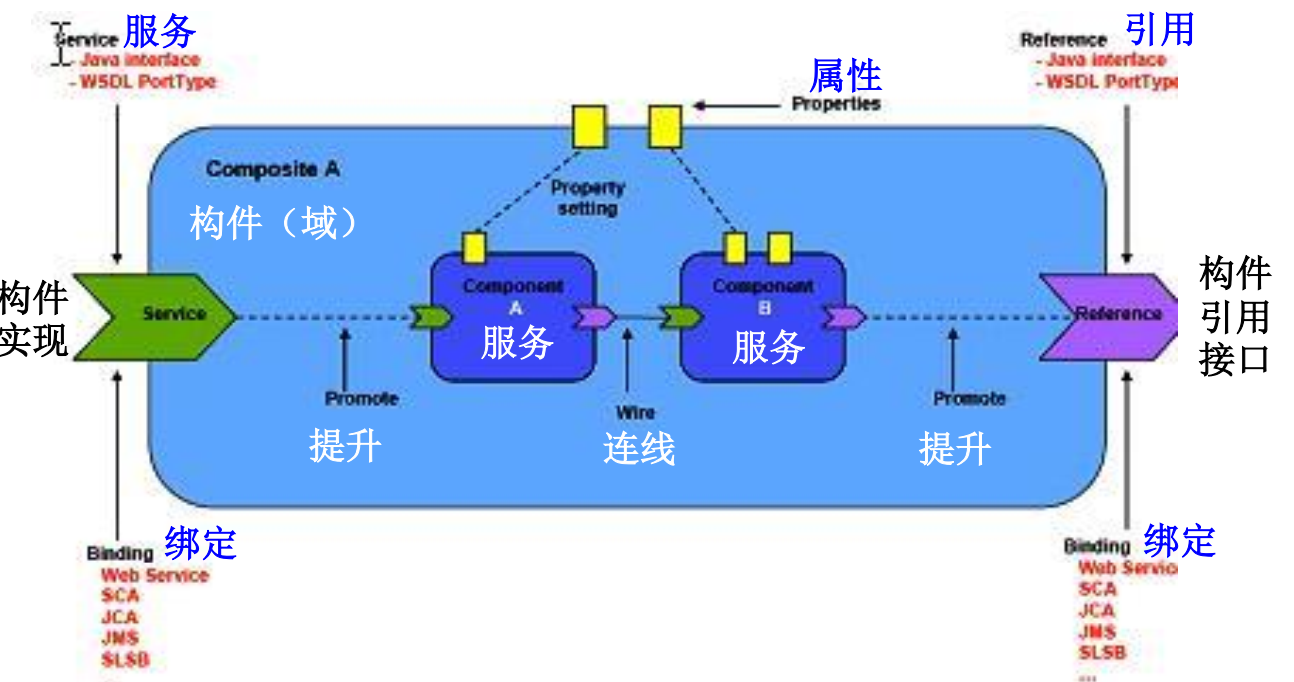 Service 服务
- Java interface
- WSDL PortType
Reference 引用
- Java interface
- WSDL PortType
属性
Properties
Composite A
构件（域）
Property
setting
构件
实现
Service
Component
A
服务
Component
B
服务
Reference
构件
引用
接口
Promote
提升
Wire
连线
Promote
提升
Binding 绑定
Web Service
SCA
JCA
JMS
SLSB
Binding 绑定
Web Servic
SCA
JCA
JMS
SLSB
...